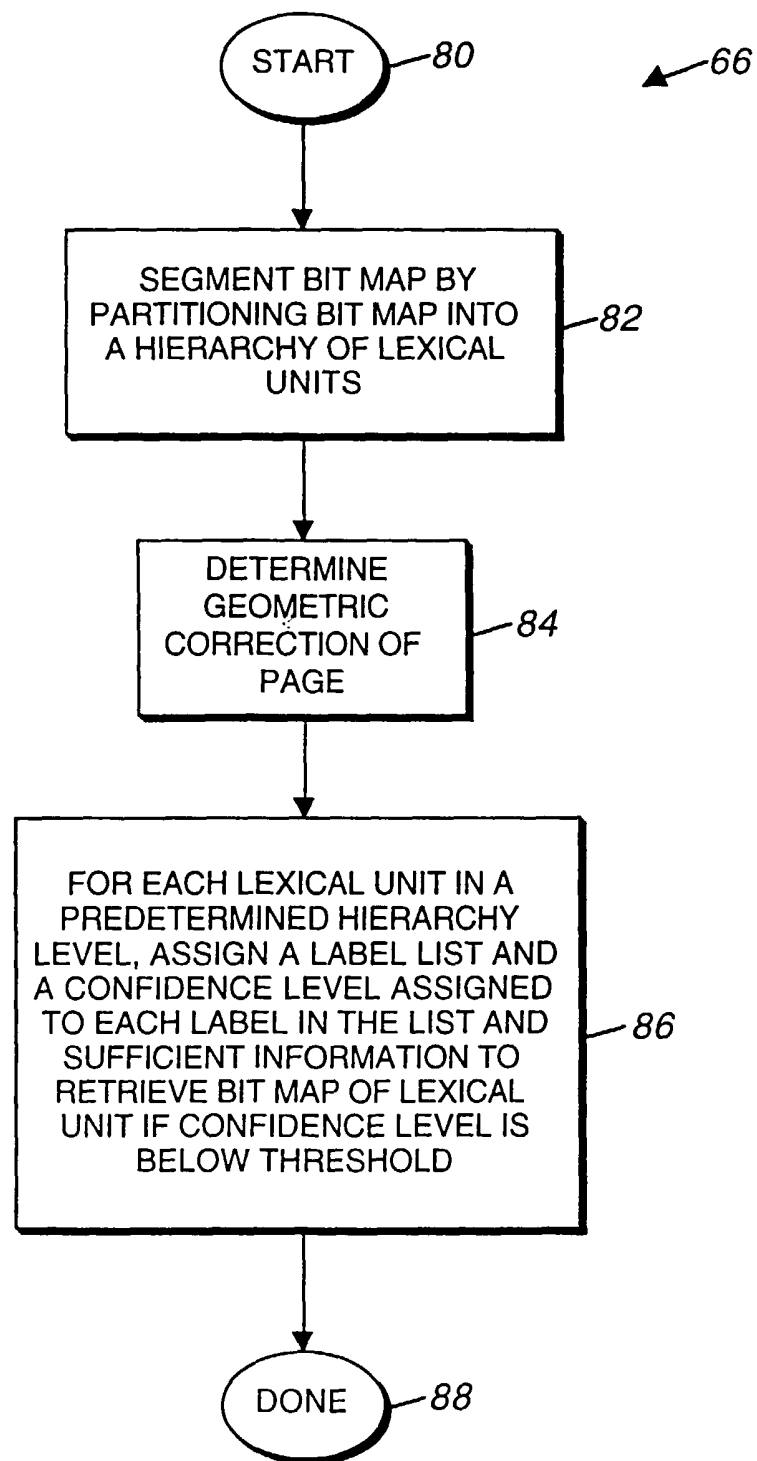 START
80
66
SEGMENT BIT MAP BY
PARTITIONING BIT MAP INTO
A HIERARCHY OF LEXICAL
UNITS
82
DETERMINE
GEOMETRIC
CORRECTION OF
PAGE
84
FOR EACH LEXICAL UNIT IN A
PREDETERMINED HIERARCHY
LEVEL, ASSIGN A LABEL LIST AND
A CONFIDENCE LEVEL ASSIGNED
TO EACH LABEL IN THE LIST AND
SUFFICIENT INFORMATION TO
RETRIEVE BIT MAP OF LEXICAL
UNIT IF CONFIDENCE LEVEL IS
BELOW THRESHOLD
86
DONE
88